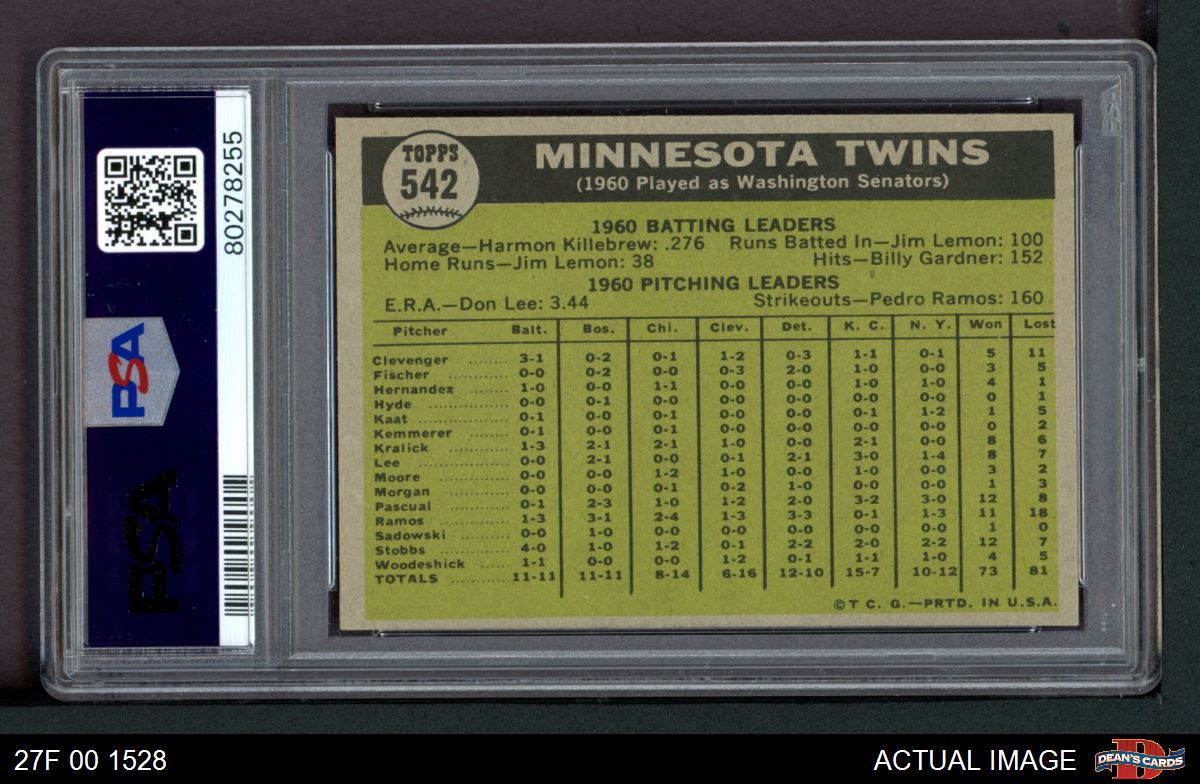 80278255
PSA
PSA
TOPPS
542
MINNESOTA TWINS
(1960 Played as Washington Senators)
1960 BATTING LEADERS
Average—Harmon Killebrew: .276 Runs Batted In—Jim Lemon: 100
Home Runs—Jim Lemon: 38 Hits—Billy Gardner: 152
1960 PITCHING LEADERS
E.R.A.—Don Lee: 3.44 Strikeouts—Pedro Ramos: 160
Pitcher Balt. Bos. Chi. Clev. Det. K. C. N. Y. Won Lost
Clevenger ........ 3-1 0-2 0-1 1-2 0-3 1-1 0-1 5 11
Fischer ........ 0-0 0-2 0-0 0-3 2-0 1-0 0-0 3 5
Hernandez ........ 1-0 0-0 1-1 0-0 0-0 1-0 1-0 4 1
Hyde ........ 0-0 0-1 0-0 0-0 0-0 0-0 0-0 0 1
Kaat ........ 0-1 0-0 0-0 0-0 0-0 0-1 1-2 1 5
Kemmerer ........ 0-1 0-0 0-1 0-0 0-0 0-0 0-0 0 2
Kralick ........ 1-3 2-1 2-1 1-0 0-0 2-1 0-0 8 6
Lee ........ 0-0 2-1 0-0 0-1 2-1 3-0 1-4 8 7
Moore ........ 0-0 0-0 1-2 1-0 0-0 1-0 0-0 3 2
Morgan ........ 0-0 0-0 0-1 0-2 1-0 0-0 0-0 1 3
Pascual ........ 0-1 2-3 1-0 1-2 2-0 3-2 3-0 12 8
Ramos ........ 1-3 3-1 2-4 1-3 3-3 0-1 1-3 11 18
Sadowski ........ 0-0 1-0 0-0 0-0 0-0 0-0 0-0 1 0
Stobbs ........ 4-0 1-0 1-2 0-1 2-2 2-0 2-2 12 7
Woodeshick ........ 1-1 0-0 0-0 1-2 0-1 1-1 1-0 4 5
TOTALS ........ 11-11 11-11 8-14 6-16 12-10 15-7 10-12 73 81
©T. C. G.—PRTD. IN U.S.A.
27F 00 1528
ACTUAL IMAGE
DEAN'S CARDS